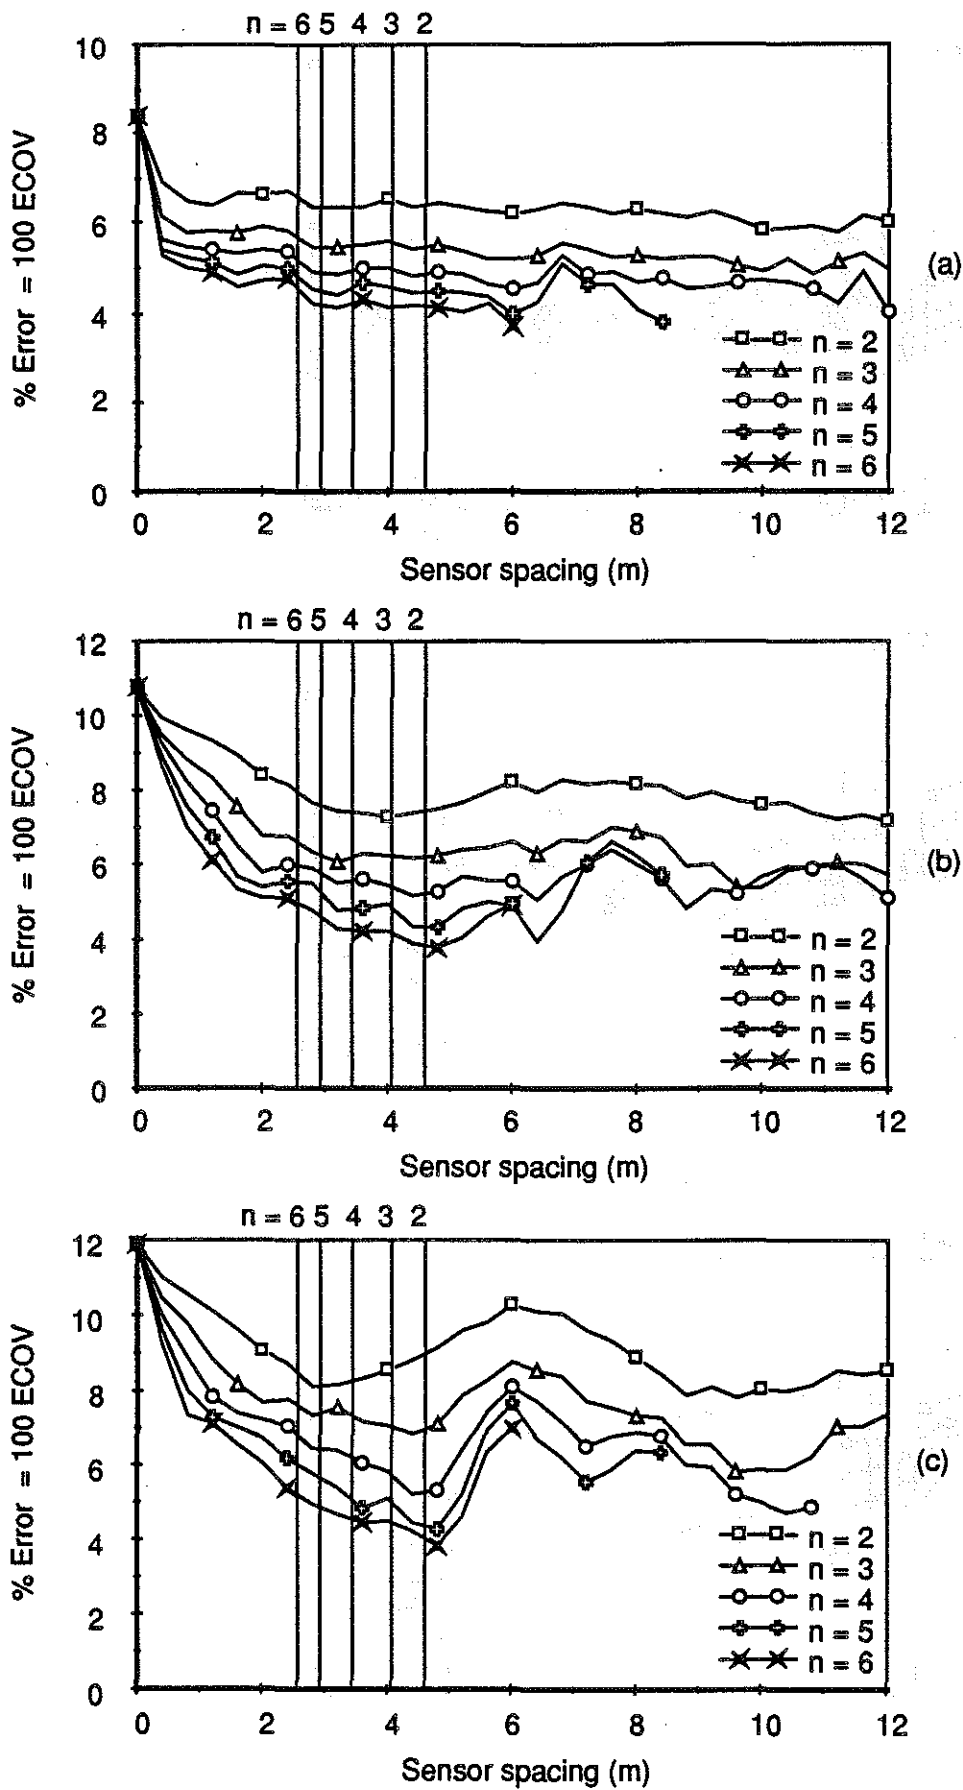 n = 6 5 4 3 2
10
8
6
4
2
0
% Error = 100 ECOV
0 2 4 6 8 10 12
Sensor spacing (m)
n = 2
n = 3
n = 4
n = 5
n = 6
(a)
n = 6 5 4 3 2
12
10
8
6
4
2
0
% Error = 100 ECOV
0 2 4 6 8 10 12
Sensor spacing (m)
n = 2
n = 3
n = 4
n = 5
n = 6
(b)
n = 6 5 4 3 2
12
10
8
6
4
2
0
% Error = 100 ECOV
0 2 4 6 8 10 12
Sensor spacing (m)
n = 2
n = 3
n = 4
n = 5
n = 6
(c)